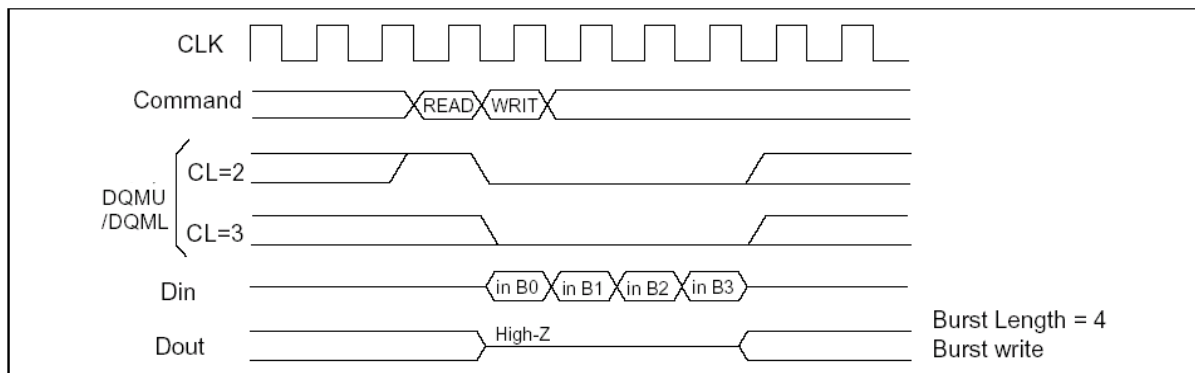 CLK
Command
READ WRIT
CL=2
DQMU
/DQML
CL=3
Din
in B0 in B1 in B2 in B3
Dout
High-Z
Burst Length = 4
Burst write